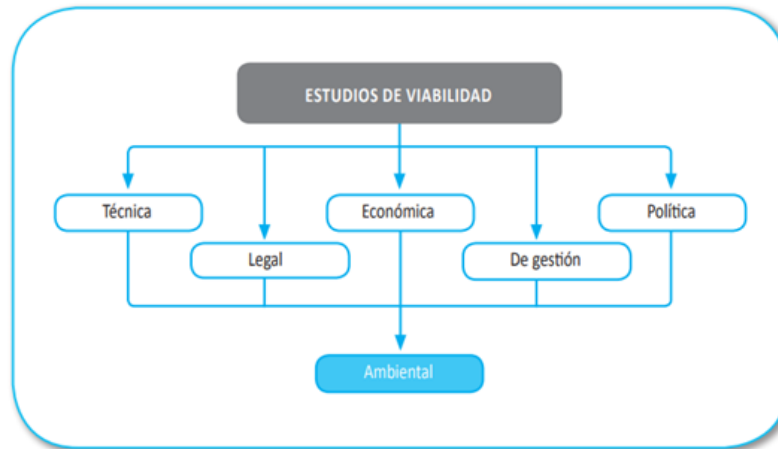 ESTUDIOS DE VIABILIDAD
Técnica
Económica
Política
Legal
De gestión
Ambiental